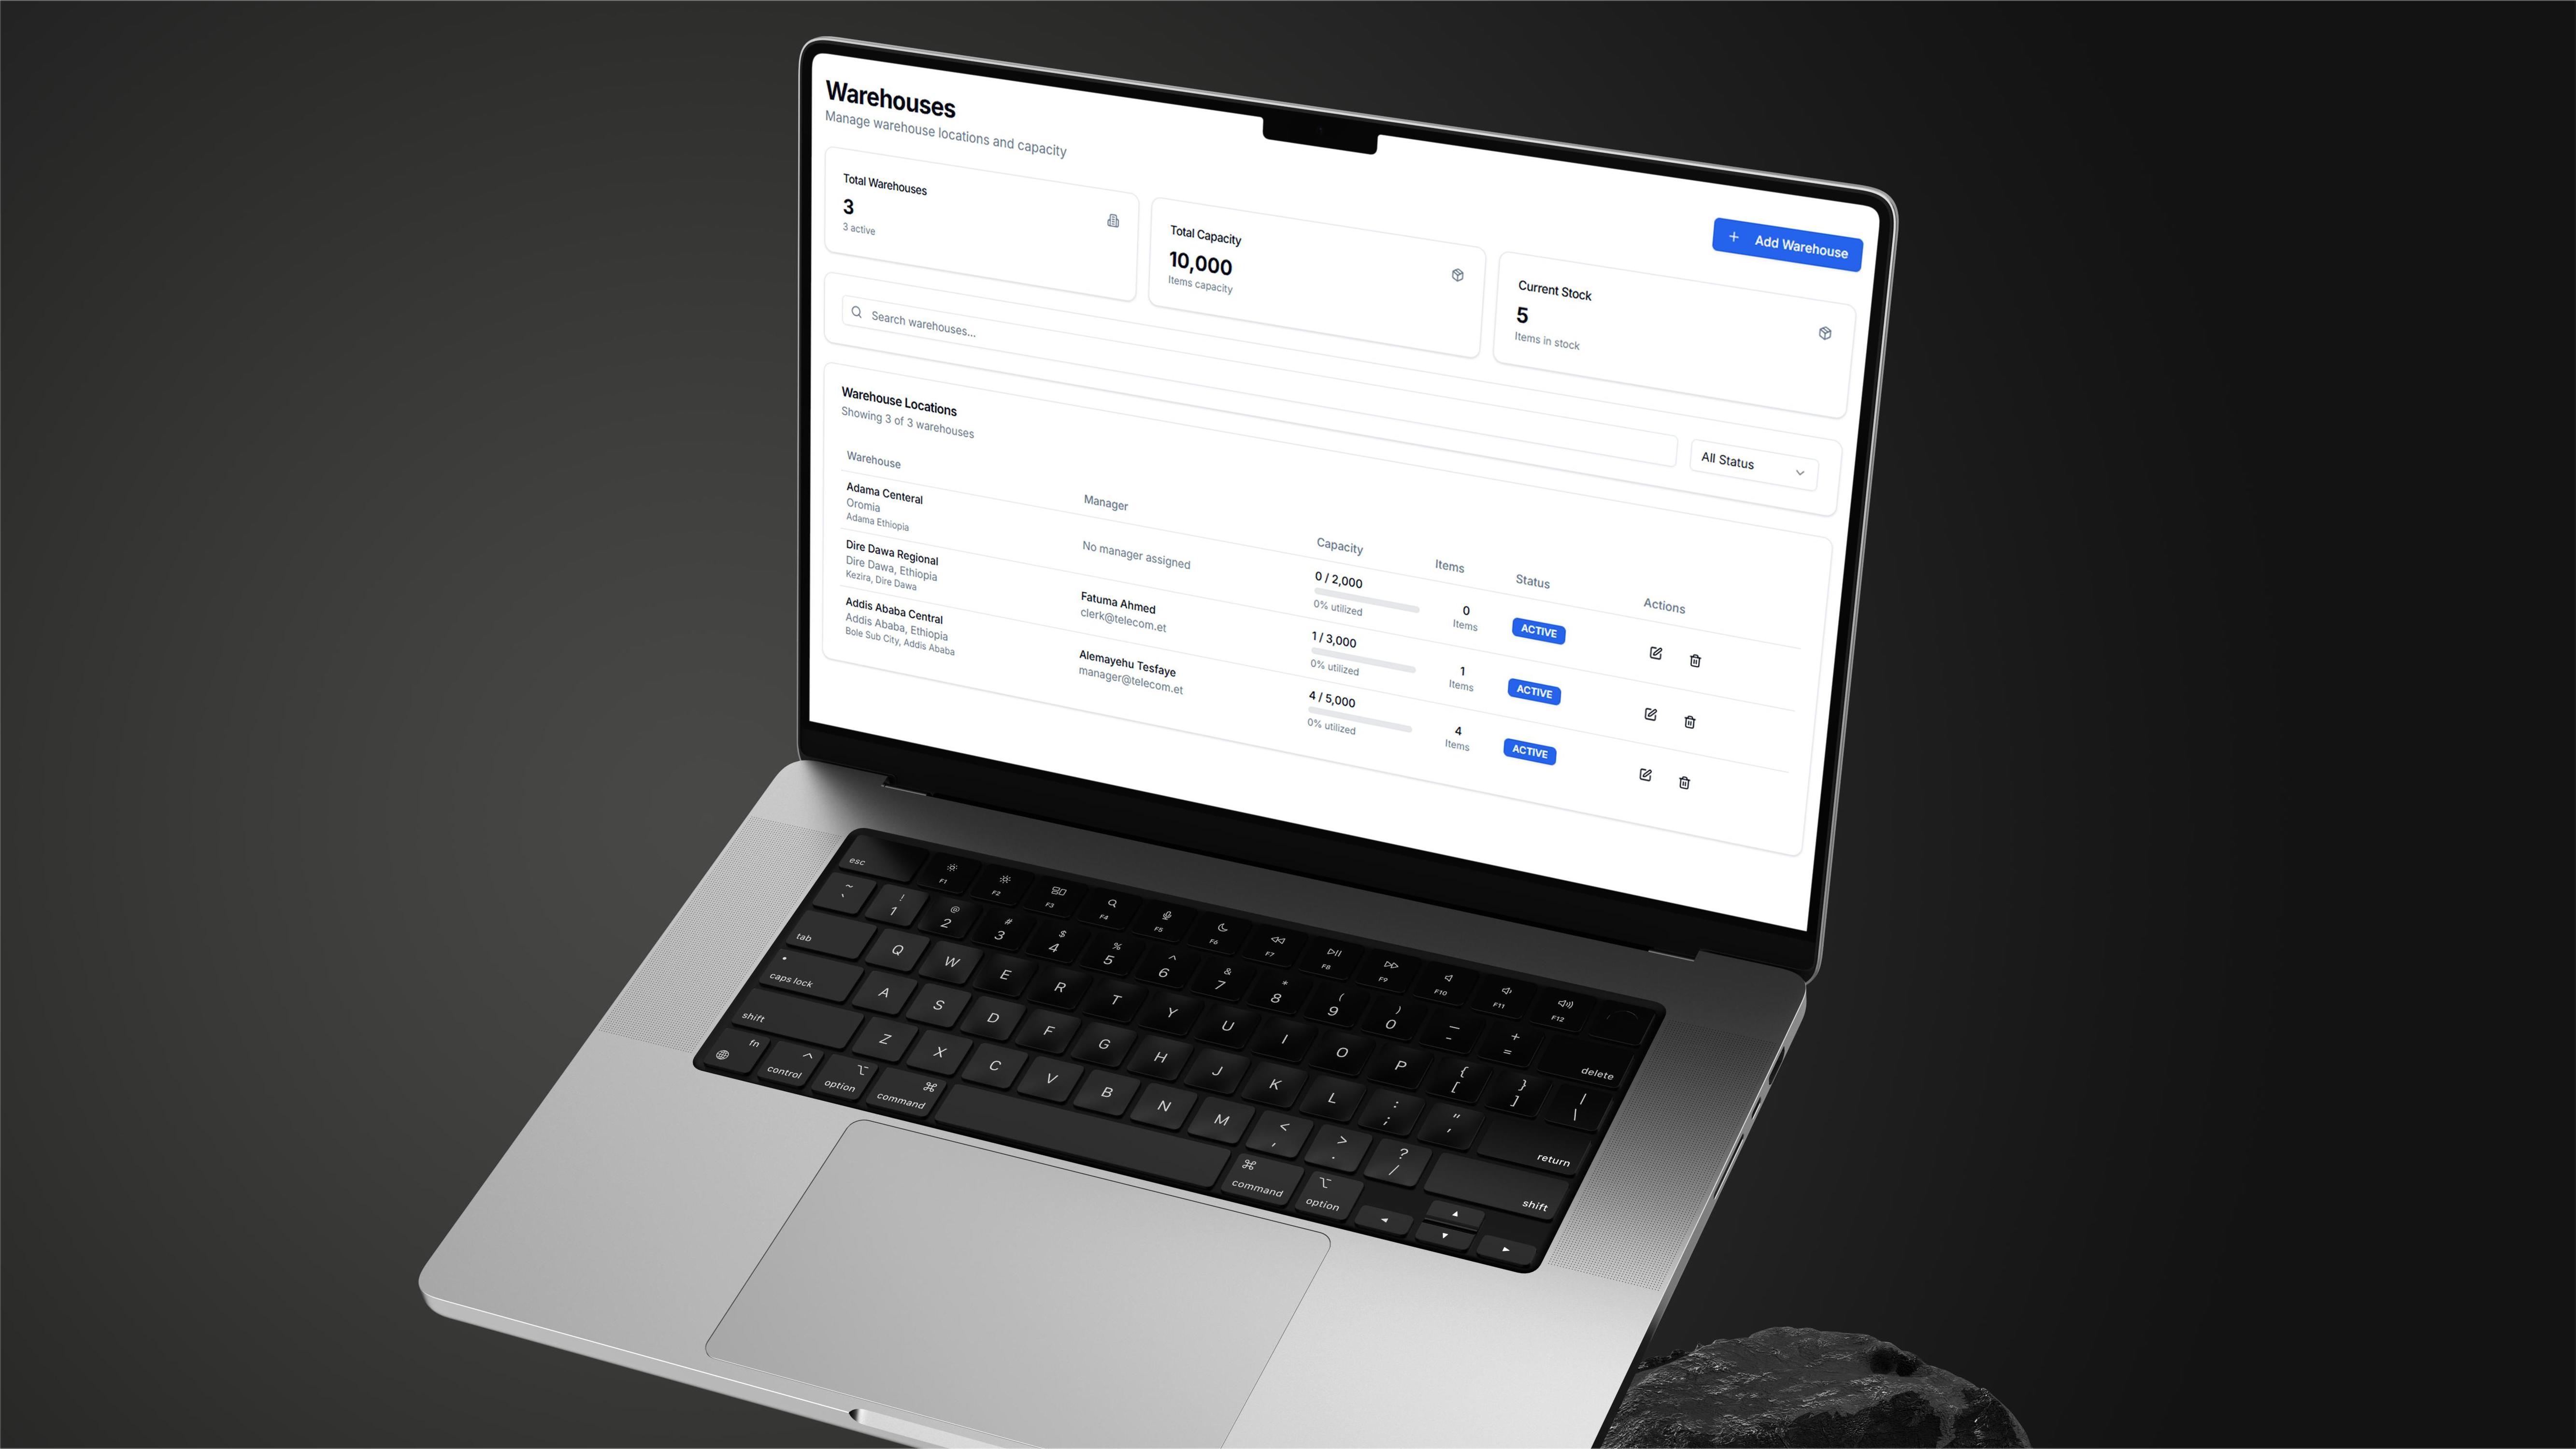 Warehouses
Manage warehouse locations and capacity
+ Add Warehouse
Total Warehouses
3
3 active
Total Capacity
10,000
Items capacity
Current Stock
5
Items in stock
Search warehouses...
All Status
Warehouse Locations
Showing 3 of 3 warehouses
Warehouse Manager Capacity Items Status Actions
Adama Centeral
Oromia
Adama Ethiopia
No manager assigned
0 / 2,000
0% utilized
0
Items
ACTIVE
Dire Dawa Regional
Dire Dawa, Ethiopia
Kezira, Dire Dawa
Fatuma Ahmed
clerk@telecom.et
1 / 3,000
0% utilized
1
Items
ACTIVE
Addis Ababa Central
Addis Ababa, Ethiopia
Bole Sub City, Addis Ababa
Alemayehu Tesfaye
manager@telecom.et
4 / 5,000
0% utilized
4
Items
ACTIVE
esc F1 F2 F3 F4 F5 F6 F7 F8 F9 F10 F11 F12
~ ! @ # $ % ^ & * ( ) — +
` 1 2 3 4 5 6 7 8 9 0 - = delete
tab Q W E R T Y U I O P { [ } ] | \
caps lock A S D F G H J K L : ; " ' return
shift Z X C V B N M < , > . ? / shift
fn control option command command option